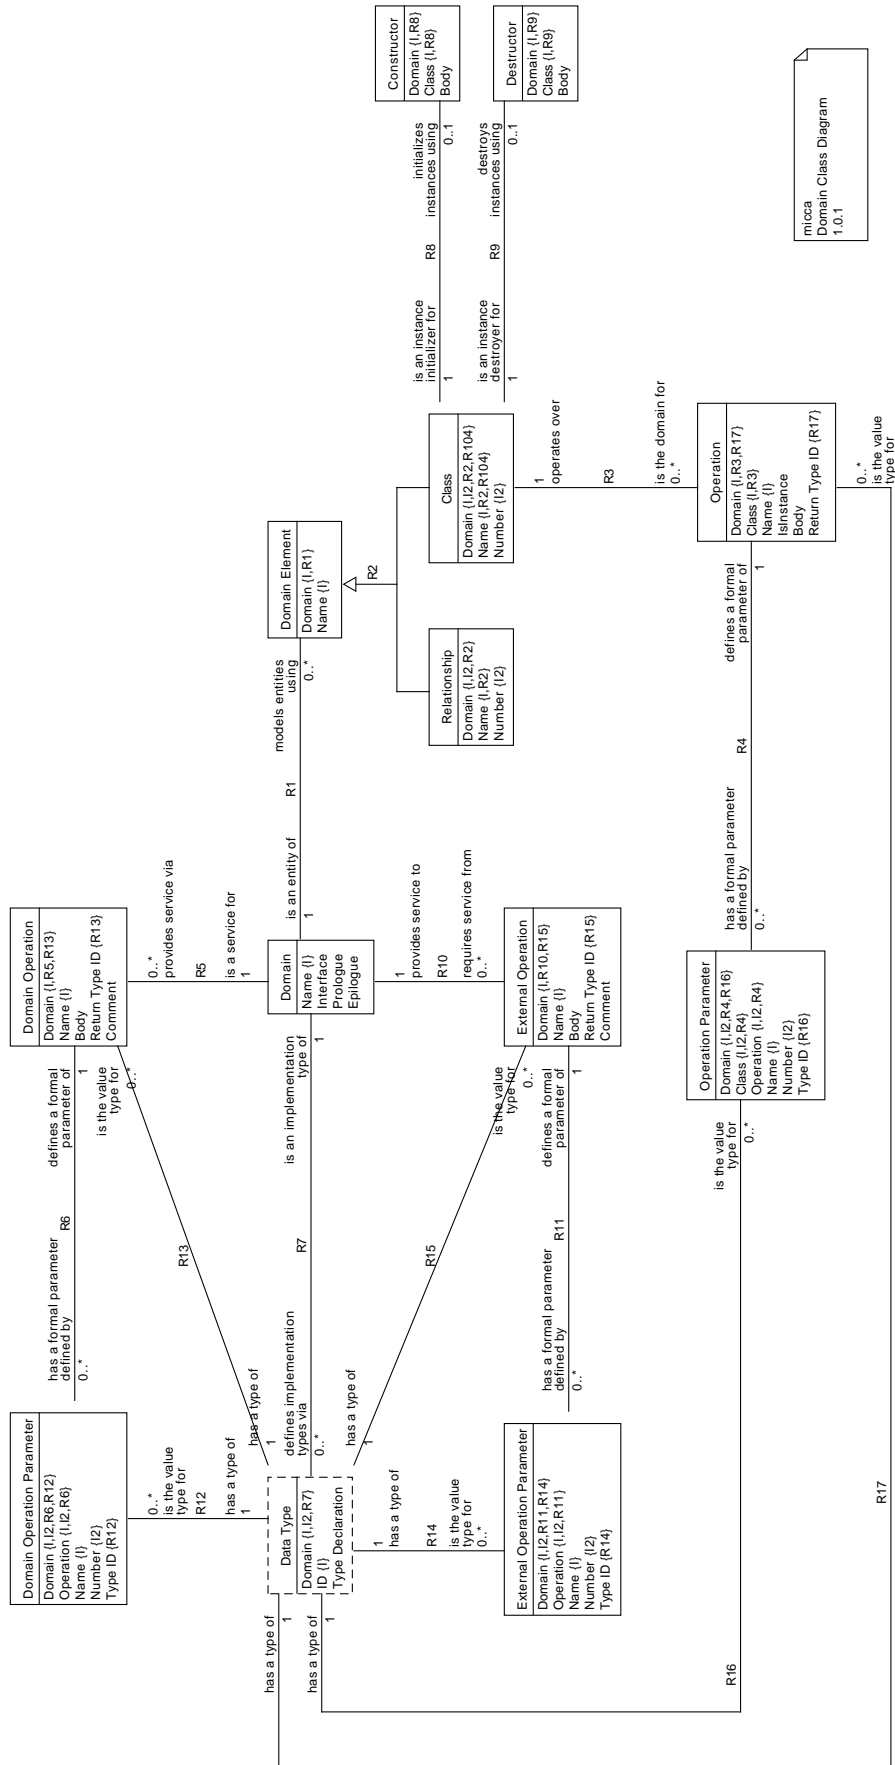 Domain Operation Parameter
Domain {I,I2,R6,R12}
Operation {I,I2,R6}
Name {I}
Number {I2}
Type ID {R12}
has a formal parameter
defined by
0..*
R6
defines a formal
parameter of
1
Domain Operation
Domain {I,R5,R13}
Name {I}
Body
Return Type ID {R13}
Comment
is the value
type for
0..*
R13
has a type of
1
0..*
is the value
type for
R12
has a type of
1
0..*
provides service via
R5
is a service for
1
Constructor
Domain {I,R8}
Class {I,R8}
Body
has a type of
1
has a type of
1
Data Type
Domain {I,I2,R7}
ID {I}
Type Declaration
defines implementation
types via
0..*
R7
is an implementation
type of
1
Domain
Name {I}
Interface
Prologue
Epilogue
is an entity of
1
R1
models entities
using
0..*
Domain Element
Domain {I,R1}
Name {I}
R2
is an instance
initializer for
1
R8
initializes
instances using
0..1
1
has a type of
R14
is the value
type for
0..*
has a type of
1
R15
is the value
type for
0..*
1
provides service to
R10
requires service from
0..*
Relationship
Domain {I,I2,R2}
Name {I,R2}
Number {I2}
Class
Domain {I,I2,R2,R104}
Name {I,R2,R104}
Number {I2}
is an instance
destroyer for
1
R9
destroys
instances using
0..1
Destructor
Domain {I,R9}
Class {I,R9}
Body
External Operation Parameter
Domain {I,I2,R11,R14}
Operation {I,I2,R11}
Name {I}
Number {I2}
Type ID {R14}
has a formal parameter
defined by
0..*
R11
defines a formal
parameter of
1
External Operation
Domain {I,R10,R15}
Name {I}
Body
Return Type ID {R15}
Comment
1
operates over
R3
is the domain for
0..*
R16
is the value
type for
0..*
Operation Parameter
Domain {I,I2,R4,R16}
Class {I,I2,R4}
Operation {I,I2,R4}
Name {I}
Number {I2}
Type ID {R16}
has a formal parameter
defined by
0..*
R4
defines a formal
parameter of
1
Operation
Domain {I,R3,R17}
Class {I,R3}
Name {I}
IsInstance
Body
Return Type ID {R17}
micca
Domain Class Diagram
1.0.1
0..*
is the value
type for
R17